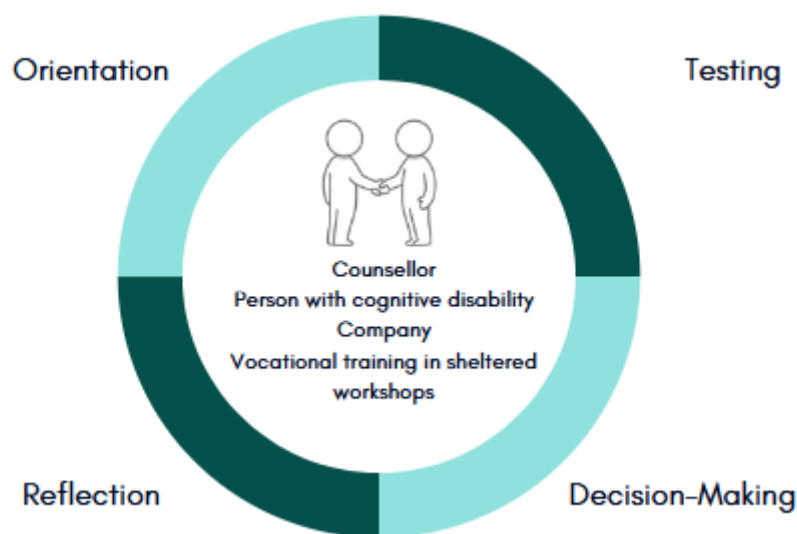 Orientation
Testing
Counsellor
Person with cognitive disability
Company
Vocational training in sheltered
workshops
Reflection
Decision-Making